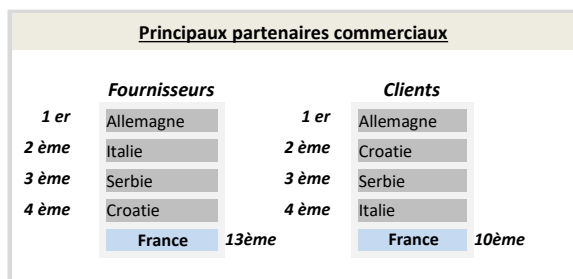 Principaux partenaires commerciaux
Fournisseurs Clients
1 er Allemagne 1 er Allemagne
2 ème Italie 2 ème Croatie
3 ème Serbie 3 ème Serbie
4 ème Croatie 4 ème Italie
France 13ème France 10ème